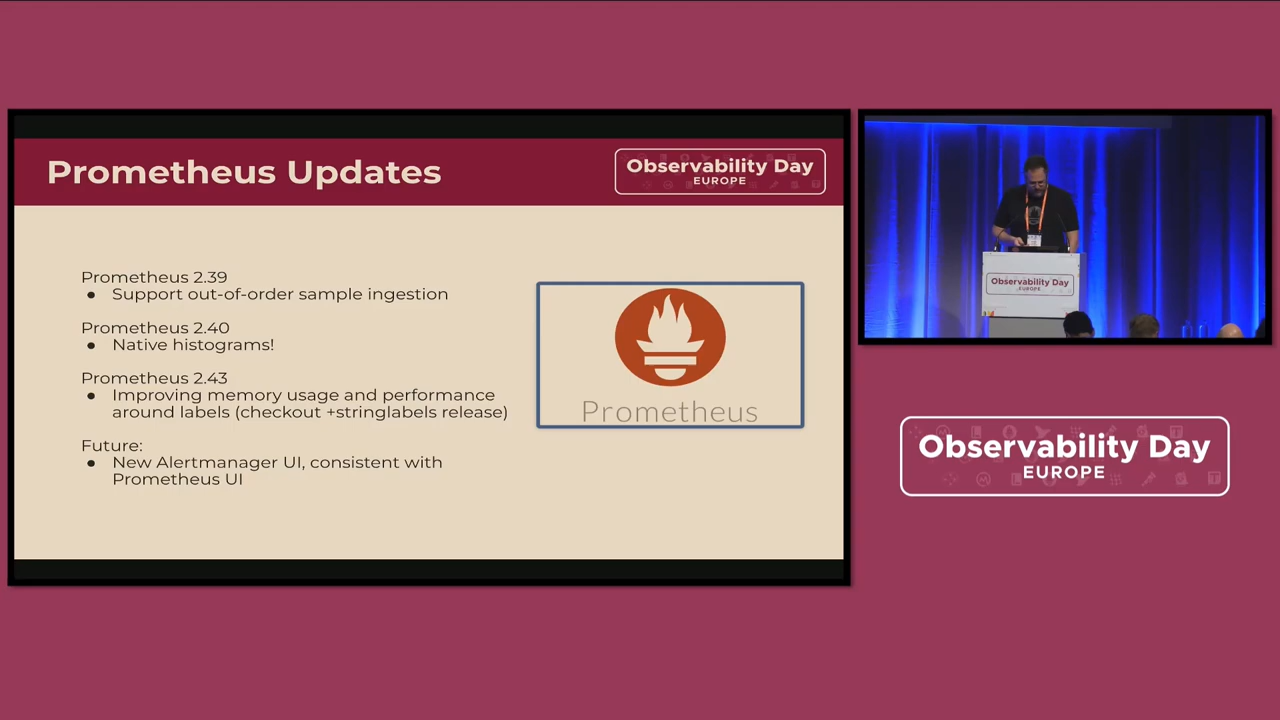 Prometheus Updates
Observability Day
EUROPE
Prometheus 2.39
● Support out-of-order sample ingestion
Prometheus 2.40
● Native histograms!
Prometheus 2.43
● Improving memory usage and performance
around labels (checkout +stringlabels release)
Future:
● New Alertmanager UI, consistent with
Prometheus UI
Prometheus
Observability Day
EUROPE
Observability Day
EUROPE